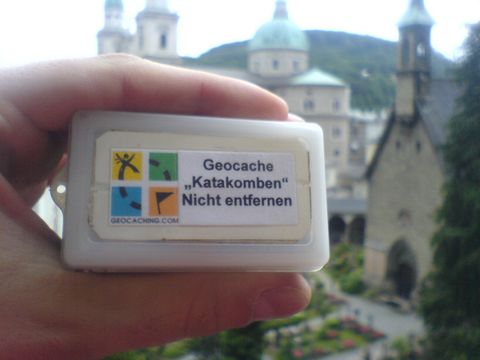 Geocache
„Katakomben“
Nicht entfernen
GEOCACHING.COM